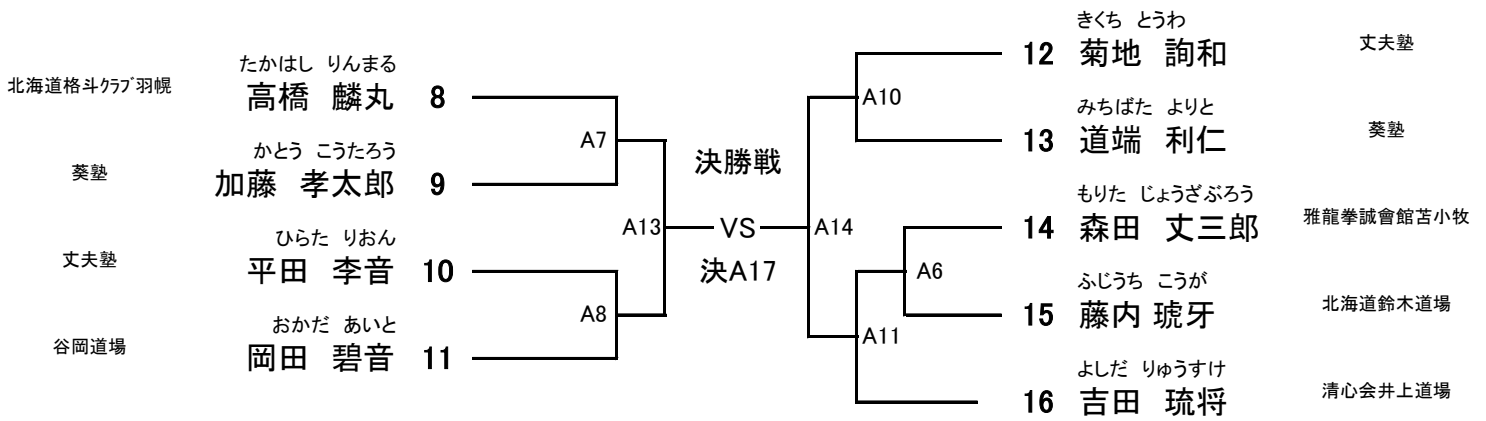 たかはし りんまる
北海道格斗クラブ羽幌 高橋 麟丸 8
A7
かとう こうたろう
葵塾 加藤 孝太郎 9
A13
ひらた りおん
丈夫塾 平田 李音 10
A8
おかだ あいと
谷岡道場 岡田 碧音 11
決勝戦
VS
決A17
きくち とうわ
12 菊地 詢和 丈夫塾
A10
みちばた よりと
13 道端 利仁 葵塾
A14
もりた じょうざぶろう
14 森田 丈三郎 雅龍拳誠會館苫小牧
A6
ふじうち こうが
15 藤内 琥牙 北海道鈴木道場
A11
よしだ りゅうすけ
16 吉田 琉将 清心会井上道場